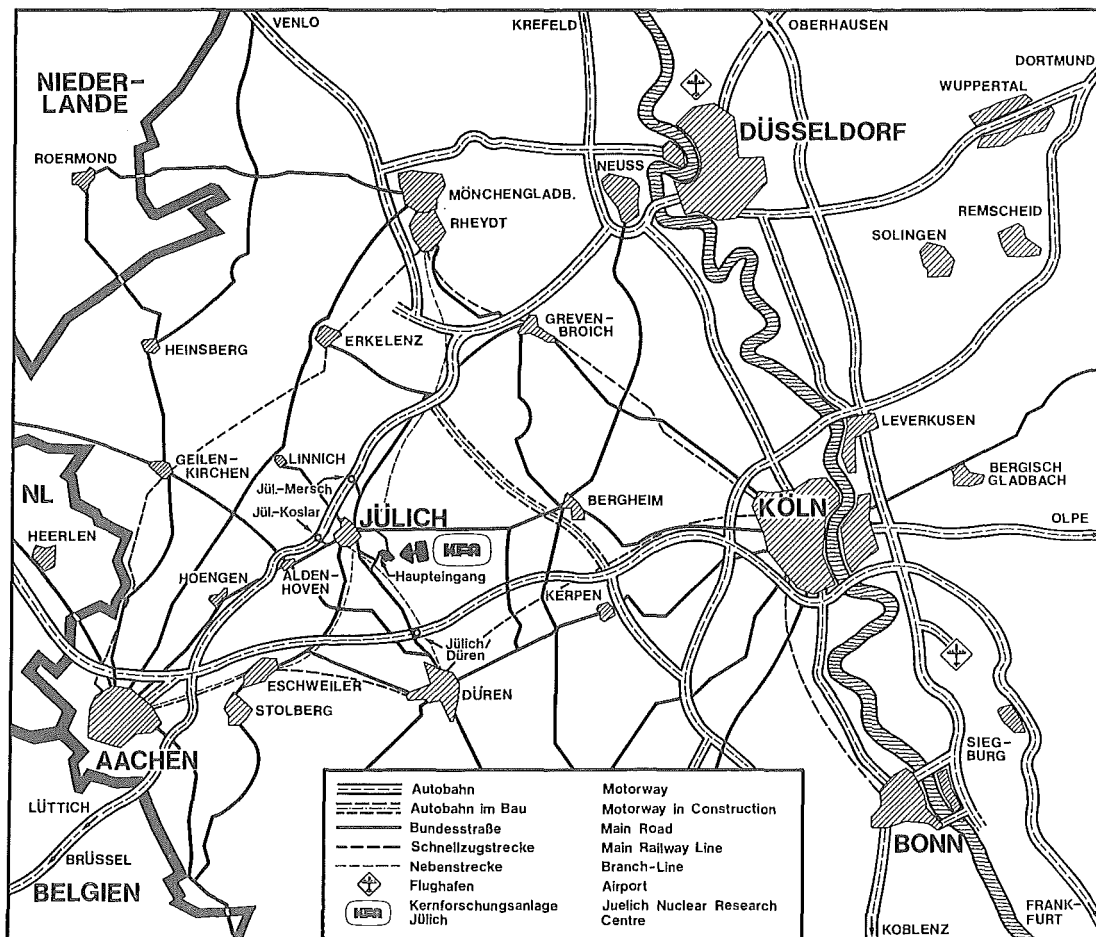 VENLO
KREFELD
OBERHAUSEN
DORTMUND
NIEDER-
LANDE
WUPPERTAL
DÜSSELDORF
ROERMOND
NEUSS
MÖNCHENGLADB.
RHEYDT
REMSCHEID
SOLINGEN
GREVEN-
BROICH
ERKELENZ
HEINSBERG
LEVERKUSEN
GEILEN-
KIRCHEN
LINNICH
BERGISCH
GLADBACH
NL
Jül.-Mersch
BERGHEIM
KÖLN
Jül.-Koslar
JÜLICH
OLPE
HEERLEN
KFA
HOENGEN
ALDEN-
HOVEN
Haupteingang
KERPEN
Jülich/
Düren
ESCHWEILER
DÜREN
STOLBERG
SIEG-
BURG
AACHEN
LÜTTICH
BRÜSSEL
BELGIEN
BONN
FRANK-
FURT
KOBLENZ
Autobahn Motorway
Autobahn im Bau Motorway in Construction
Bundesstraße Main Road
Schnellzugstrecke Main Railway Line
Nebenstrecke Branch-Line
Flughafen Airport
KFA Kernforschungsanlage Juelich Nuclear Research
Jülich Centre